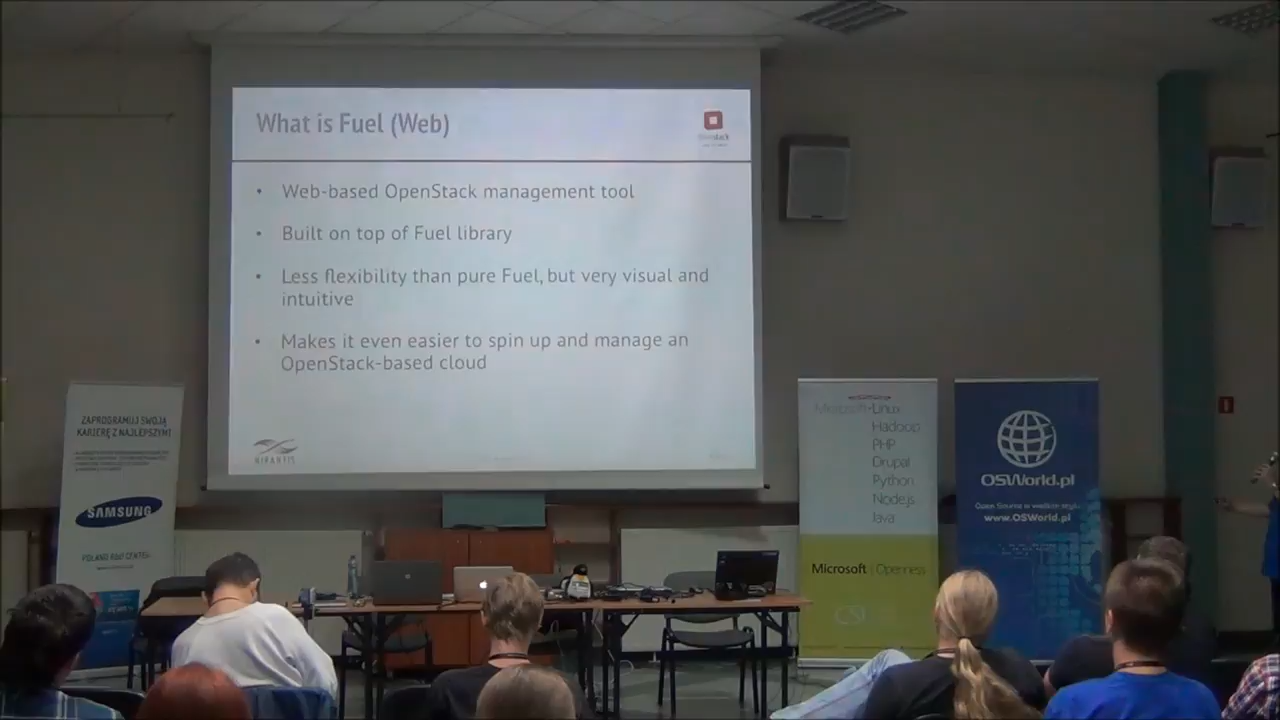 What is Fuel (Web)
openstack
• Web-based OpenStack management tool
• Built on top of Fuel library
• Less flexibility than pure Fuel, but very visual and
intuitive
• Makes it even easier to spin up and manage an
OpenStack-based cloud
MIRANTIS
ZAPROGRAMUJ SWOJĄ
KARIERĘ Z NAJLEPSZYMI
SAMSUNG
POLAND R&D CENTER
Microsoft+Linux
Hadoop
PHP
Drupal
Python
Node.js
Java
Microsoft | Openness
OSWorld.pl
Open Source w wielkim stylu
www.OSWorld.pl